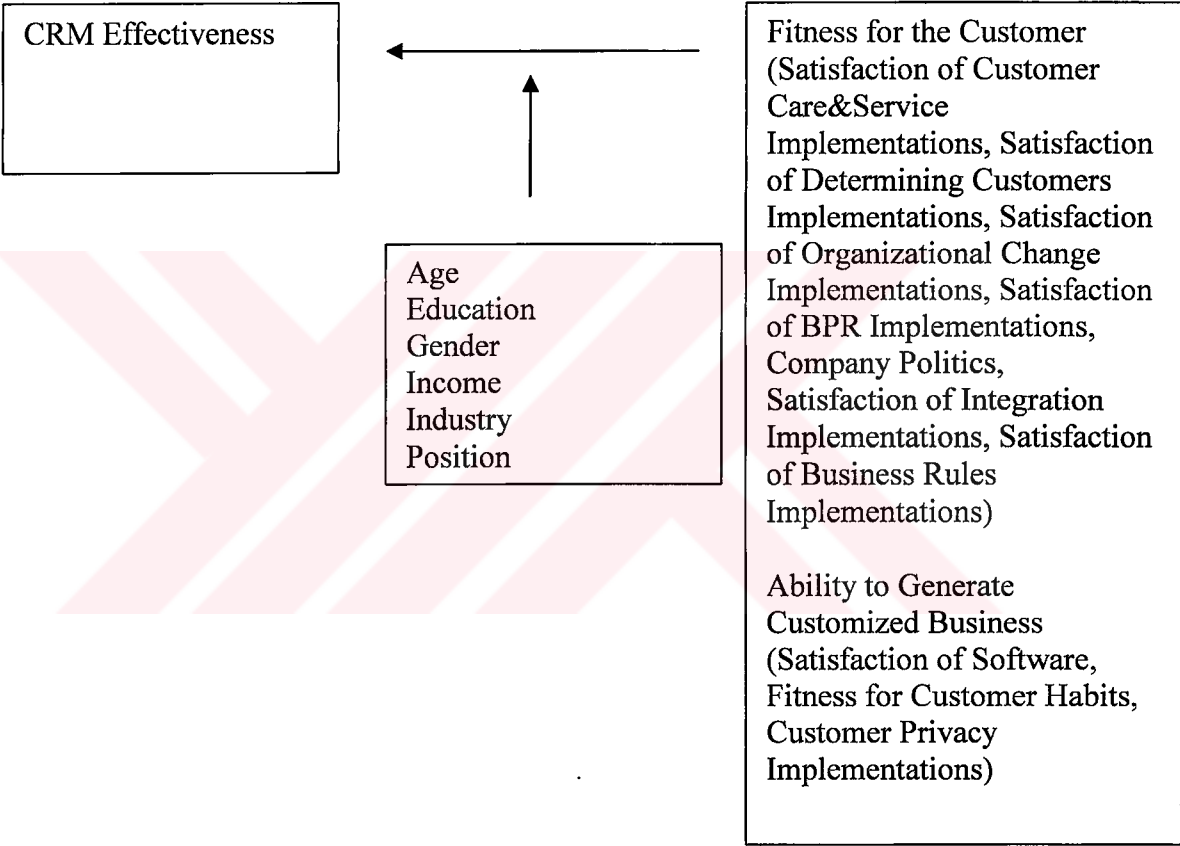 CRM Effectiveness
Fitness for the Customer
(Satisfaction of Customer
Care&Service
Implementations, Satisfaction
of Determining Customers
Implementations, Satisfaction
of Organizational Change
Implementations, Satisfaction
of BPR Implementations,
Company Politics,
Satisfaction of Integration
Implementations, Satisfaction
of Business Rules
Implementations)
Ability to Generate
Customized Business
(Satisfaction of Software,
Fitness for Customer Habits,
Customer Privacy
Implementations)
Age
Education
Gender
Income
Industry
Position